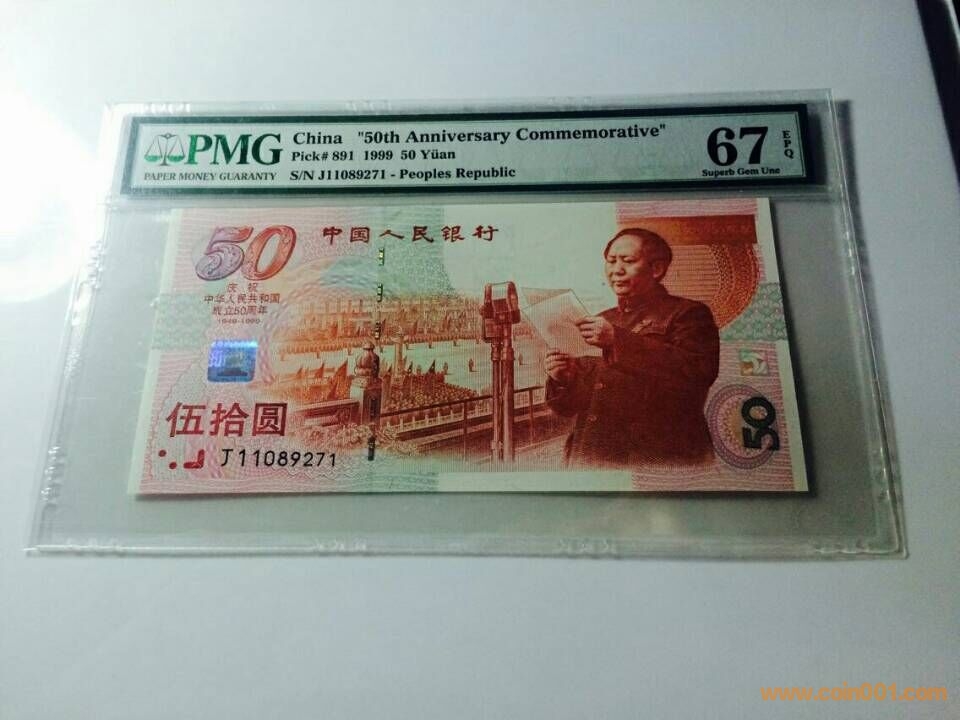 PMG
PAPER MONEY GUARANTY
China "50th Anniversary Commemorative"
Pick# 891 1999 50 Yüan
S/N J11089271 - Peoples Republic
67
EPQ
Superb Gem Unc
50
中国人民银行
庆祝
中华人民共和国
成立50周年
1949-1999
伍拾圆
J11089271
50
www.coin001.com